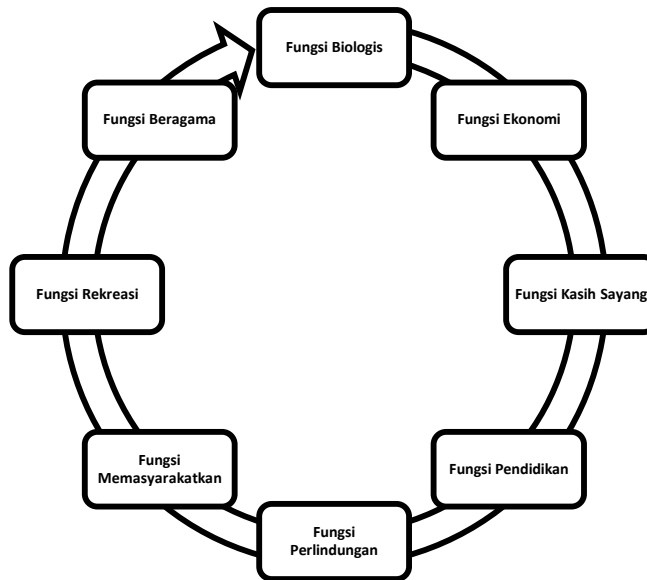 Fungsi Biologis
Fungsi Ekonomi
Fungsi Kasih Sayang
Fungsi Pendidikan
Fungsi
Perlindungan
Fungsi
Memasyarakatkan
Fungsi Rekreasi
Fungsi Beragama